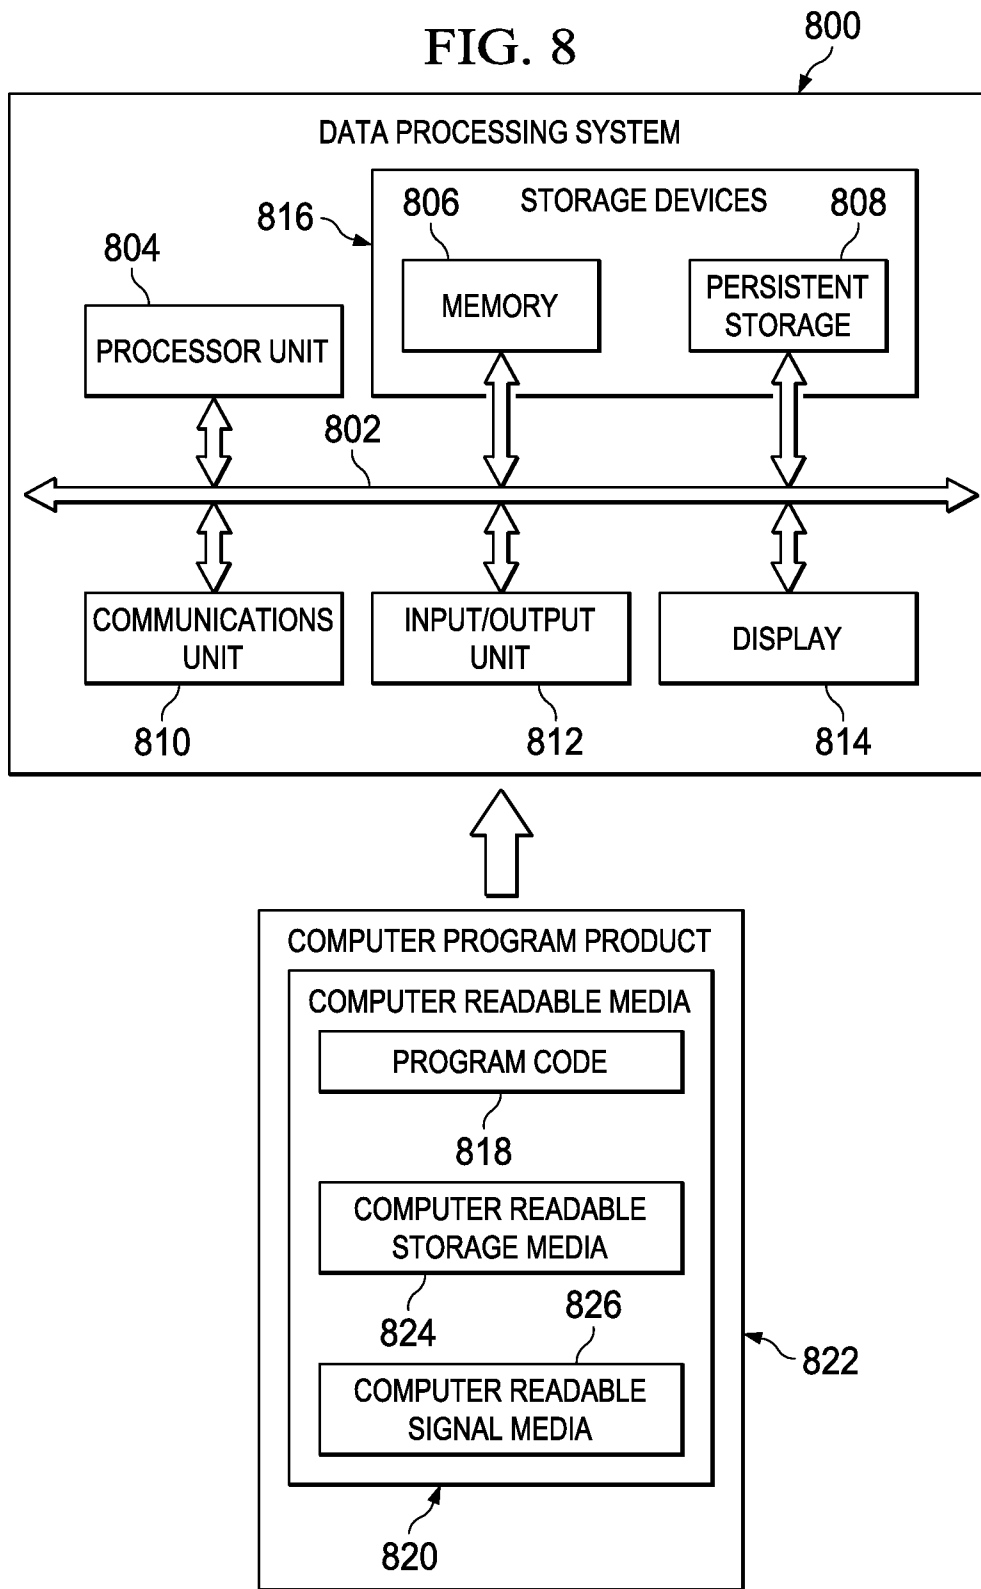 FIG. 8
800
DATA PROCESSING SYSTEM
STORAGE DEVICES
816
806
808
804
MEMORY
PERSISTENT
STORAGE
PROCESSOR UNIT
802
COMMUNICATIONS
UNIT
INPUT/OUTPUT
UNIT
DISPLAY
810
812
814
COMPUTER PROGRAM PRODUCT
COMPUTER READABLE MEDIA
PROGRAM CODE
818
COMPUTER READABLE
STORAGE MEDIA
824
826
822
COMPUTER READABLE
SIGNAL MEDIA
820